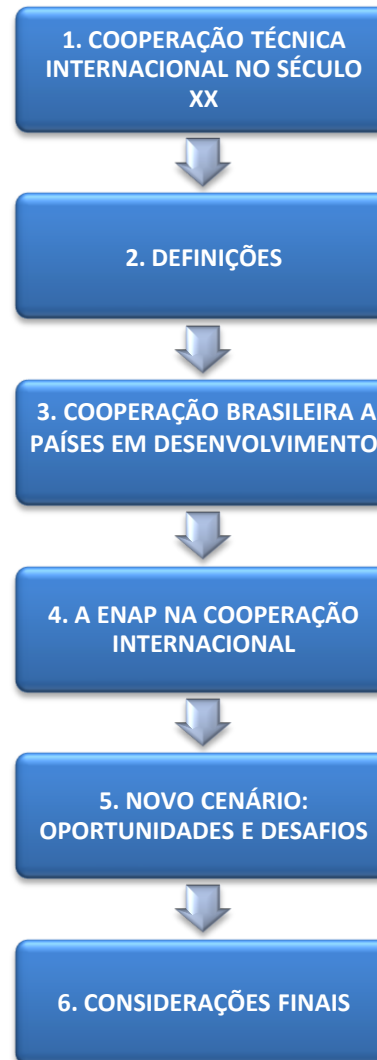 1. COOPERAÇÃO TÉCNICA
INTERNACIONAL NO SÉCULO
XX
2. DEFINIÇÕES
3. COOPERAÇÃO BRASILEIRA A
PAÍSES EM DESENVOLVIMENTO
4. A ENAP NA COOPERAÇÃO
INTERNACIONAL
5. NOVO CENÁRIO:
OPORTUNIDADES E DESAFIOS
6. CONSIDERAÇÕES FINAIS